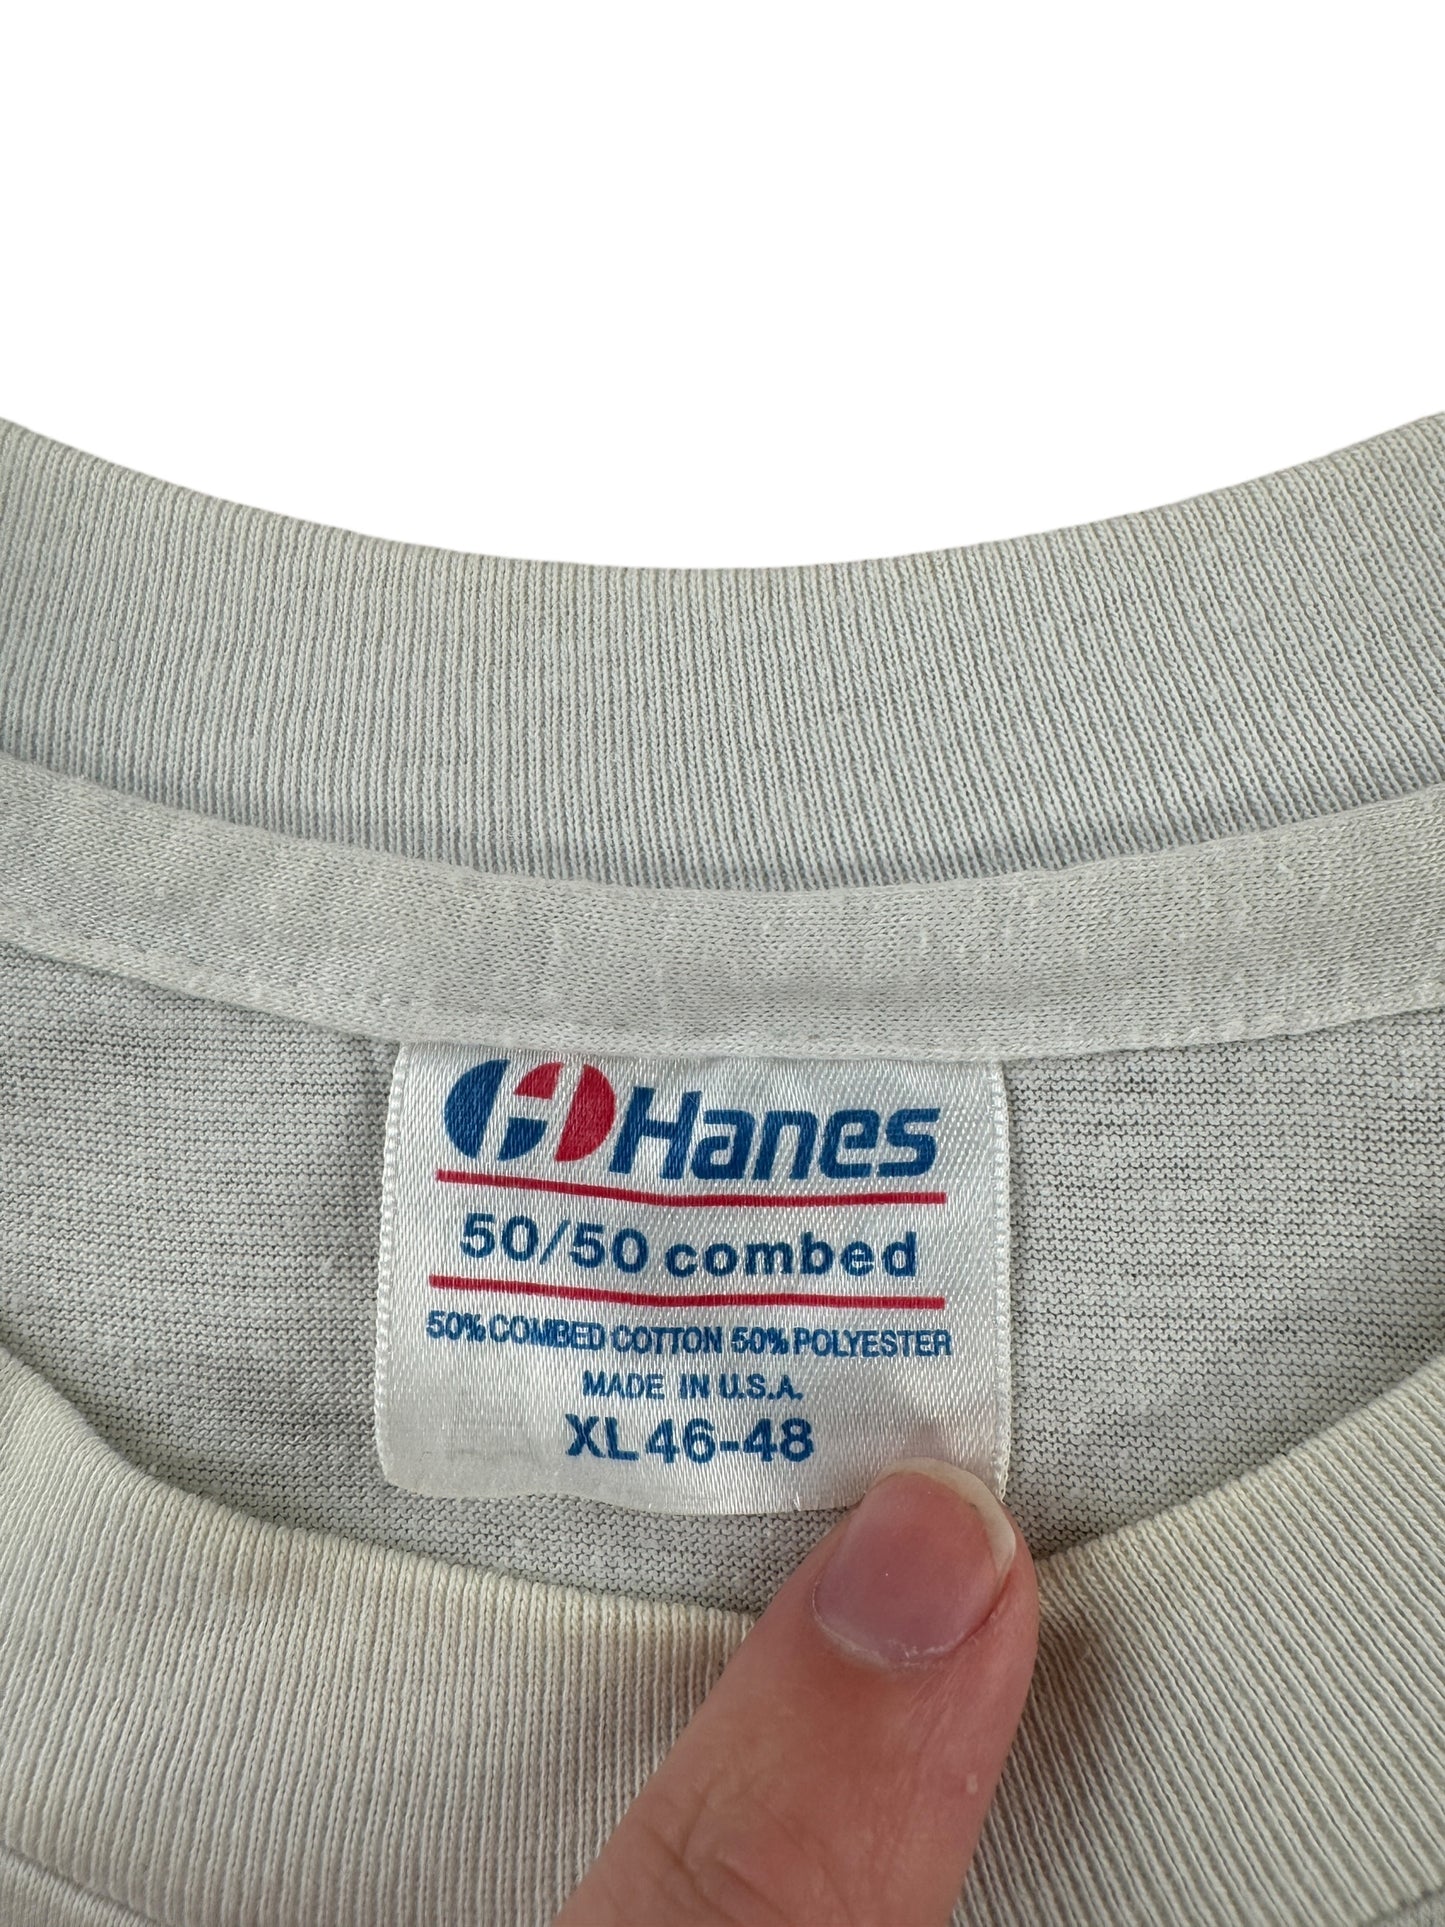 Hanes
50/50 combed
50% COMBED COTTON 50% POLYESTER
MADE IN U.S.A.
XL 46-48